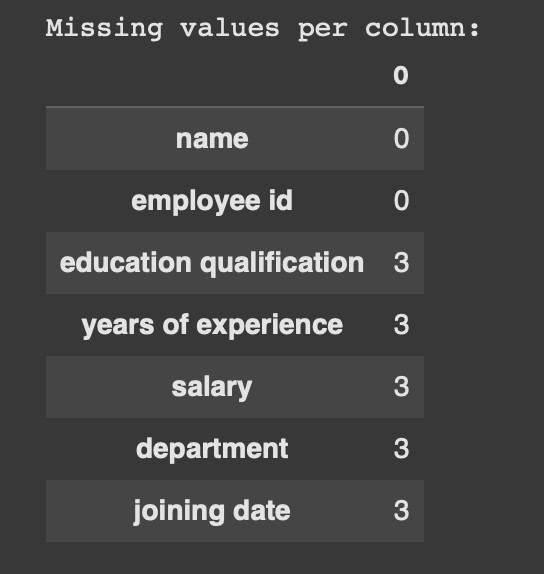 Missing values per column:
0
name 0
employee id 0
education qualification 3
years of experience 3
salary 3
department 3
joining date 3